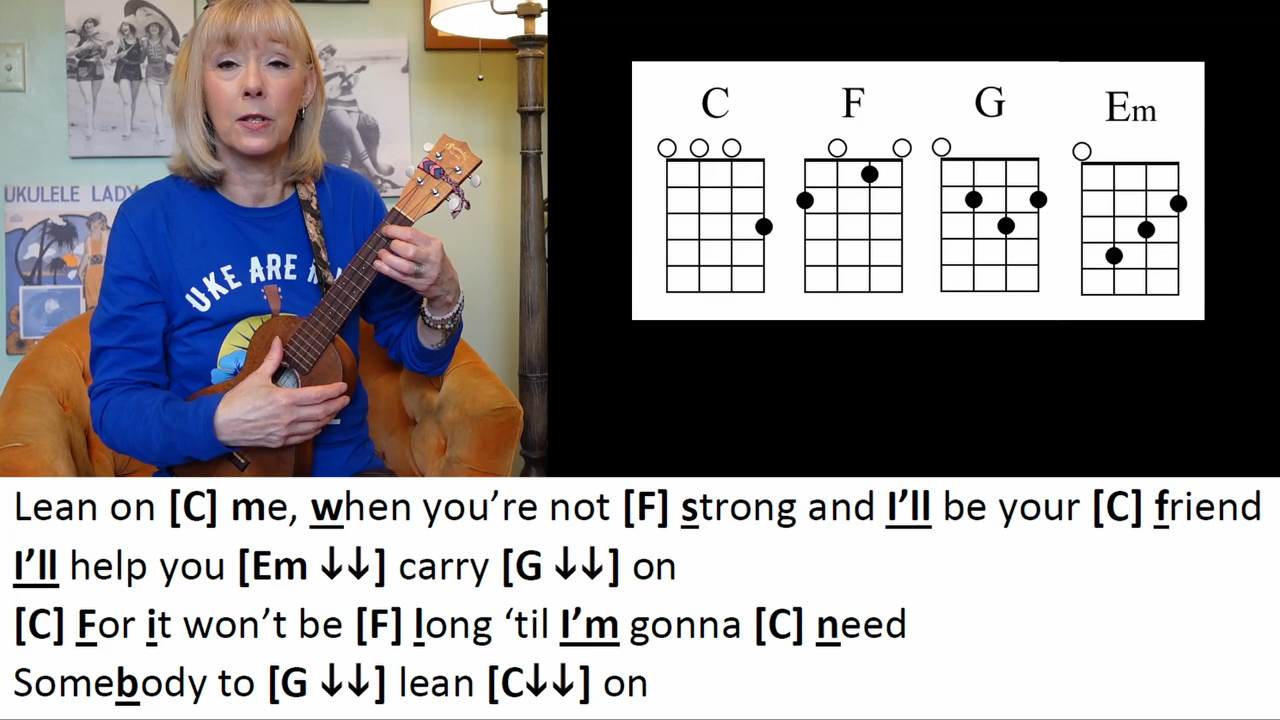 UKULELE LADY
UKE ARE
C F G Em
Lean on [C] me, when you’re not [F] strong and I’ll be your [C] friend
I’ll help you [Em ↓↓] carry [G ↓↓] on
[C] For it won’t be [F] long ‘til I’m gonna [C] need
Somebody to [G ↓↓] lean [C↓↓] on